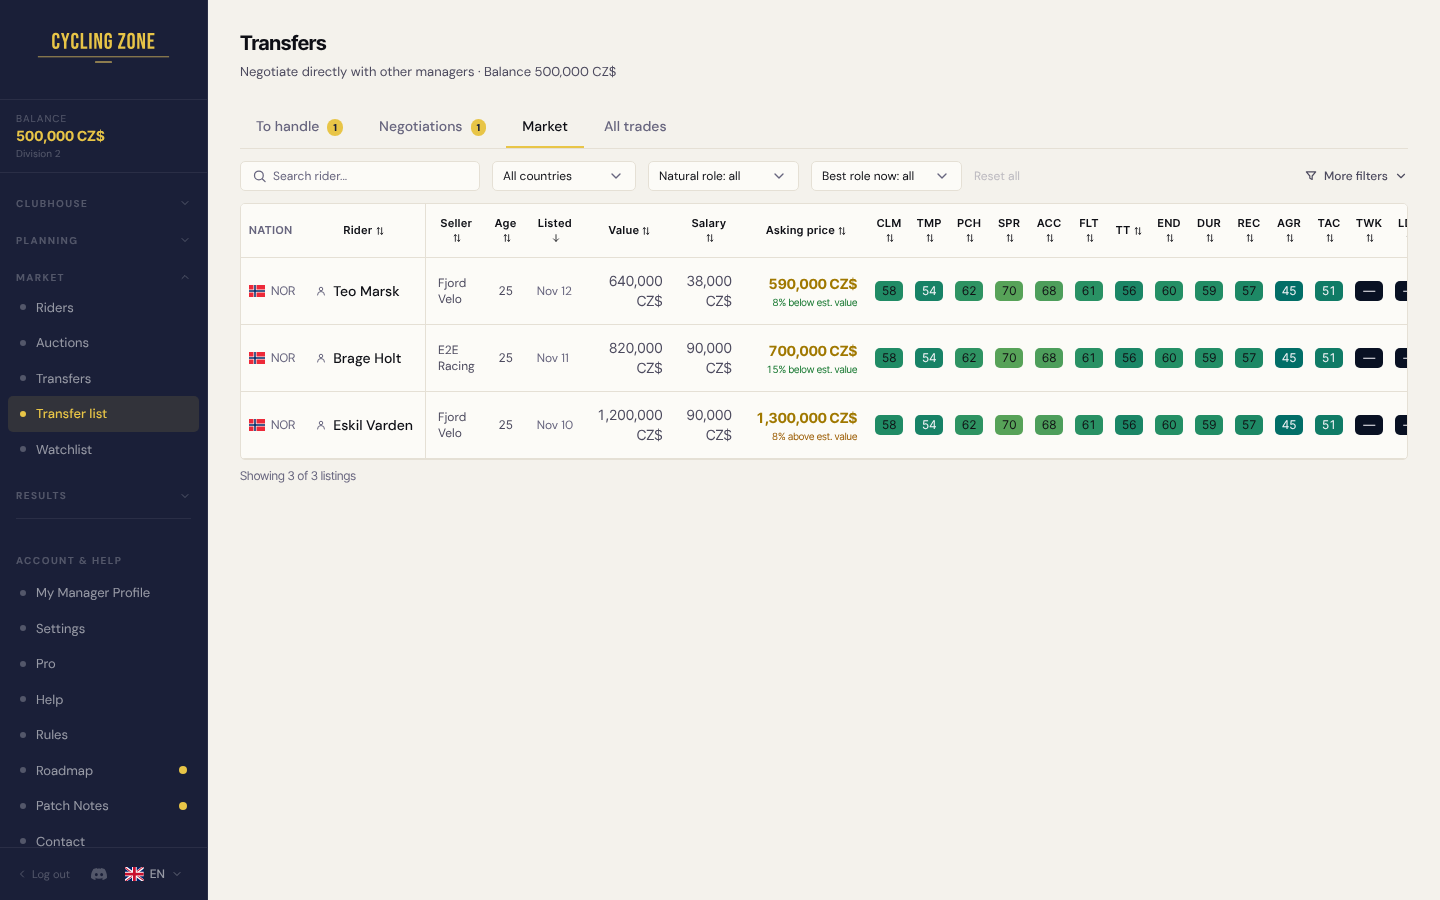 CYCLING ZONE
BALANCE
500,000 CZ$
Division 2
CLUBHOUSE
PLANNING
MARKET
Riders
Auctions
Transfers
Transfer list
Watchlist
RESULTS
ACCOUNT & HELP
My Manager Profile
Settings
Pro
Help
Rules
Roadmap
Patch Notes
Contact
Log out EN
Transfers
Negotiate directly with other managers · Balance 500,000 CZ$
To handle 1 Negotiations 1 Market All trades
Search rider... All countries Natural role: all Best role now: all Reset all More filters
NATION Rider Seller Age Listed Value Salary Asking price CLM TMP PCH SPR ACC FLT TT END DUR REC AGR TAC TWK
NOR Teo Marsk Fjord Velo 25 Nov 12 640,000 CZ$ 38,000 CZ$ 590,000 CZ$ 8% below est. value 58 54 62 70 68 61 56 60 59 57 45 51 —
NOR Brage Holt E2E Racing 25 Nov 11 820,000 CZ$ 90,000 CZ$ 700,000 CZ$ 15% below est. value 58 54 62 70 68 61 56 60 59 57 45 51 —
NOR Eskil Varden Fjord Velo 25 Nov 10 1,200,000 CZ$ 90,000 CZ$ 1,300,000 CZ$ 8% above est. value 58 54 62 70 68 61 56 60 59 57 45 51 —
Showing 3 of 3 listings